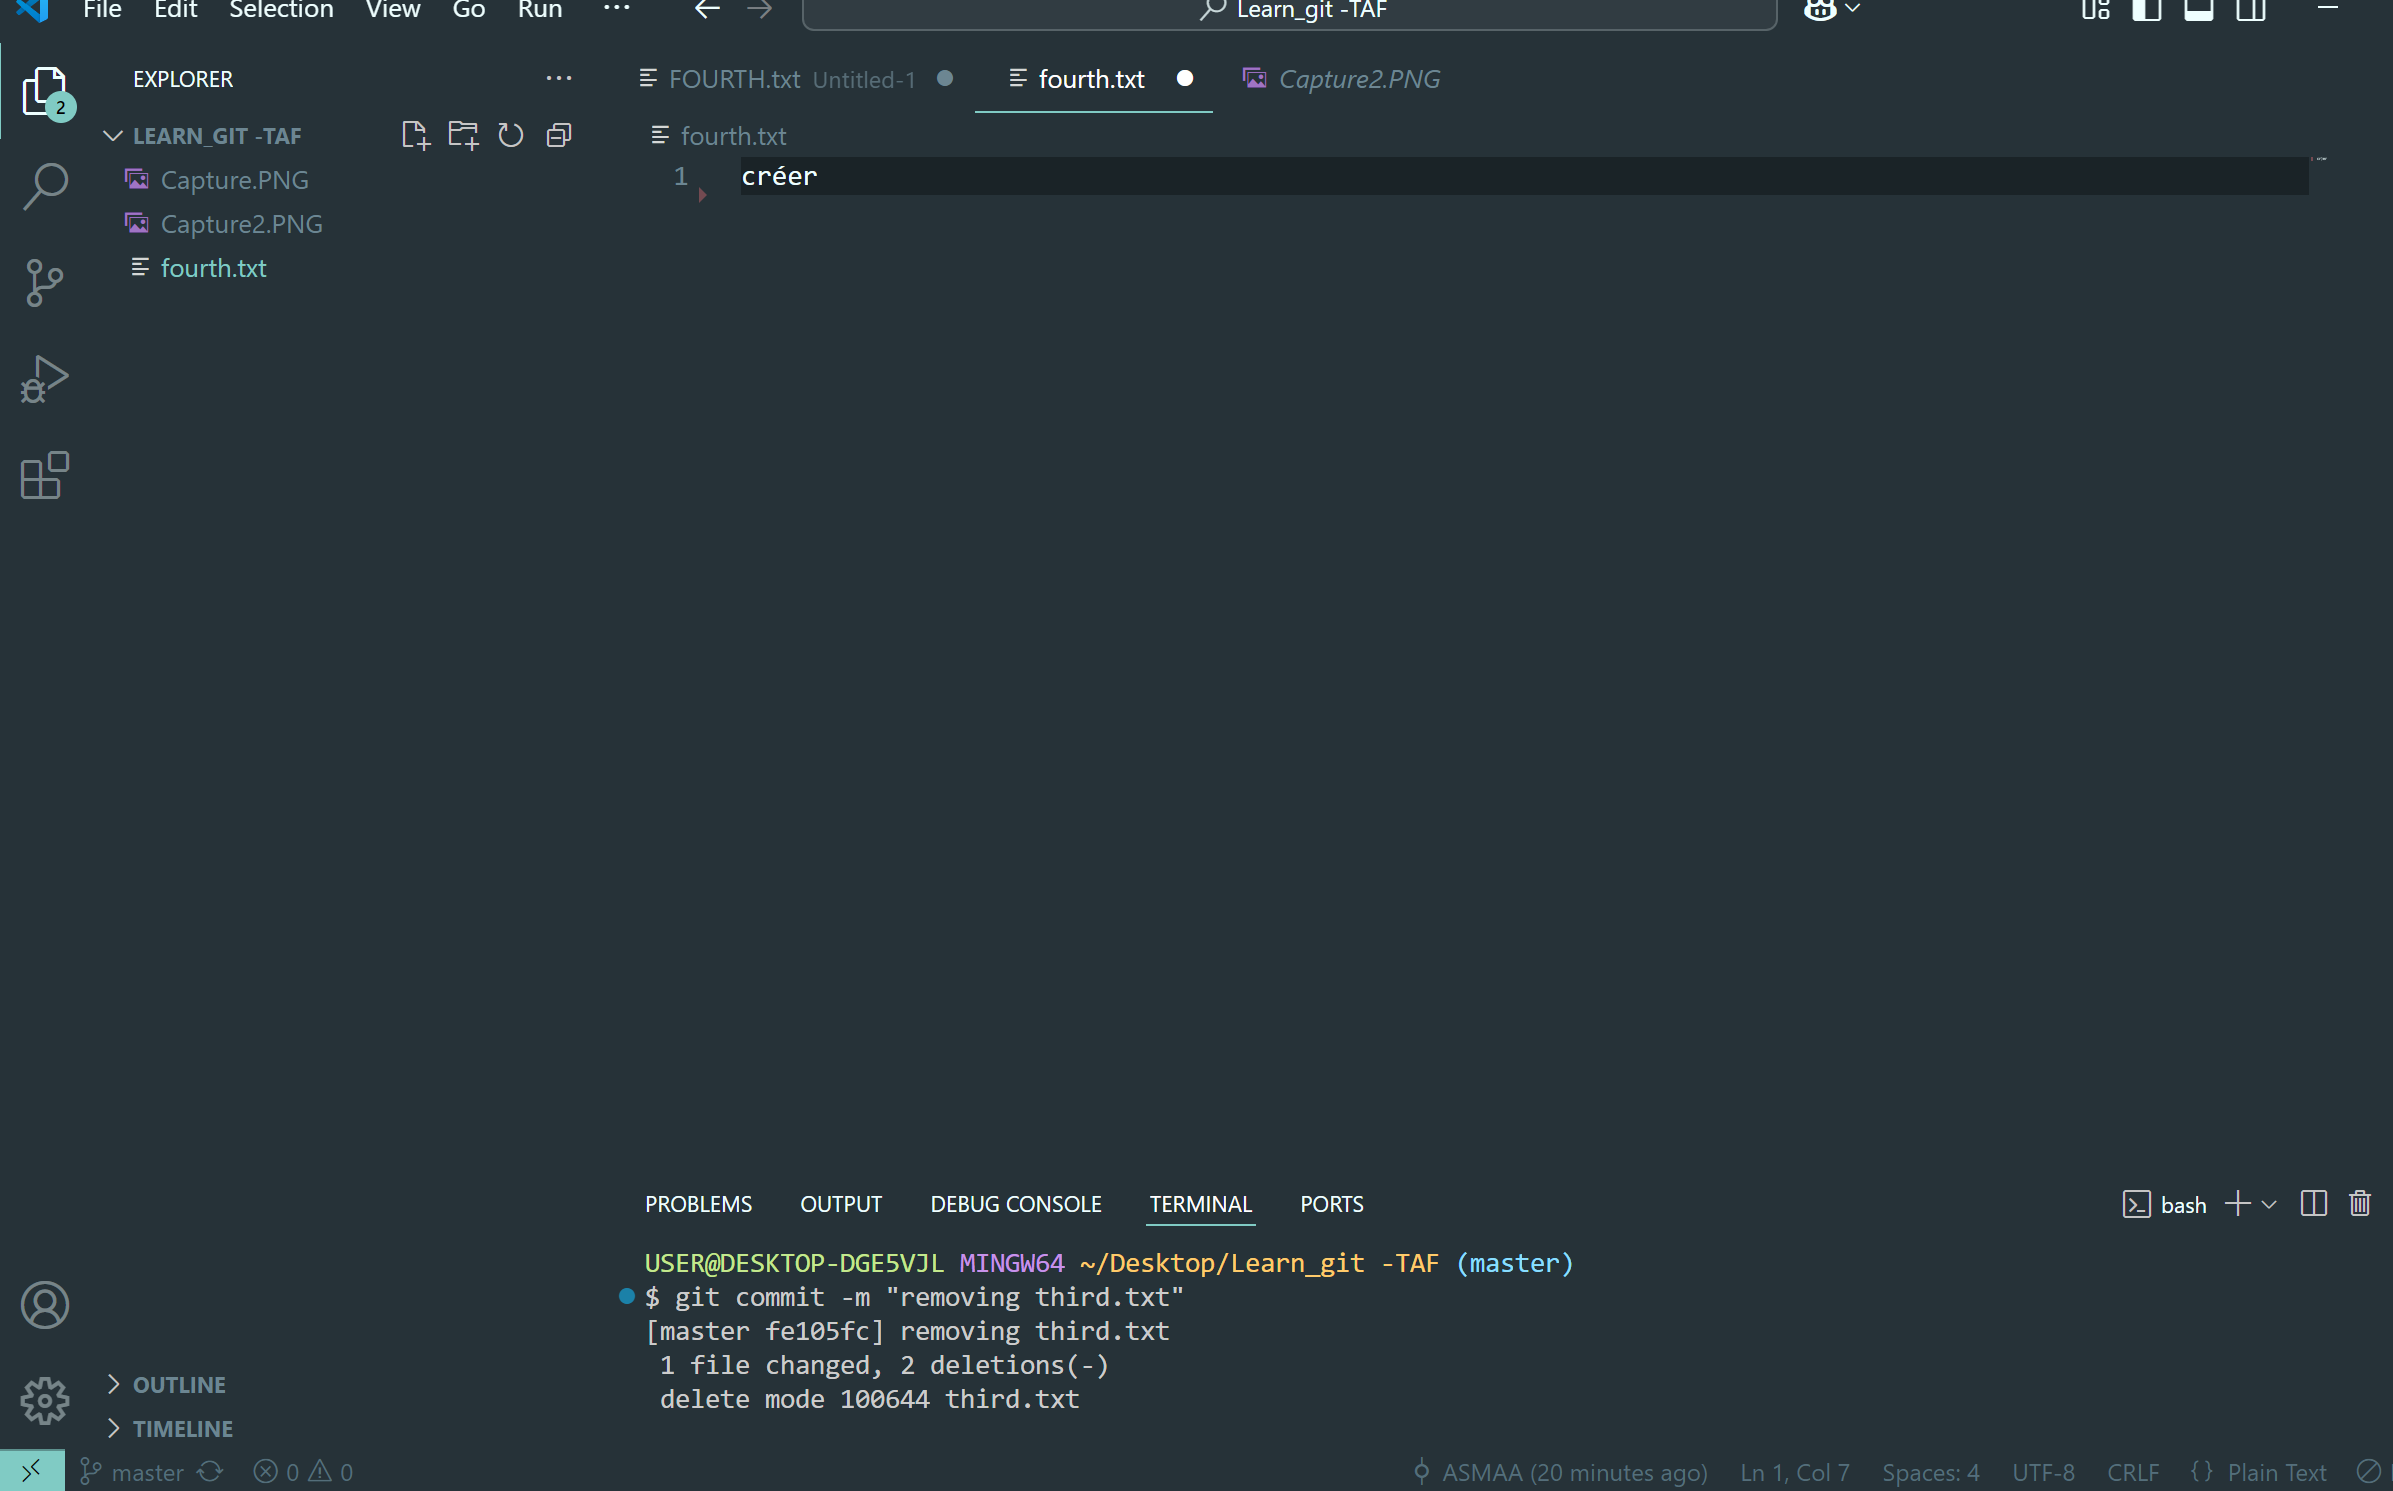 File Edit Selection View Go Run ... Learn_git -TAF
EXPLORER
2
LEARN_GIT -TAF
Capture.PNG
Capture2.PNG
fourth.txt
OUTLINE
TIMELINE
FOURTH.txt Untitled-1 fourth.txt Capture2.PNG
fourth.txt
1 créer
PROBLEMS OUTPUT DEBUG CONSOLE TERMINAL PORTS bash
USER@DESKTOP-DGE5VJL MINGW64 ~/Desktop/Learn_git -TAF (master)
$ git commit -m "removing third.txt"
[master fe105fc] removing third.txt
1 file changed, 2 deletions(-)
delete mode 100644 third.txt
master 0 0 ASMAA (20 minutes ago) Ln 1, Col 7 Spaces: 4 UTF-8 CRLF {} Plain Text